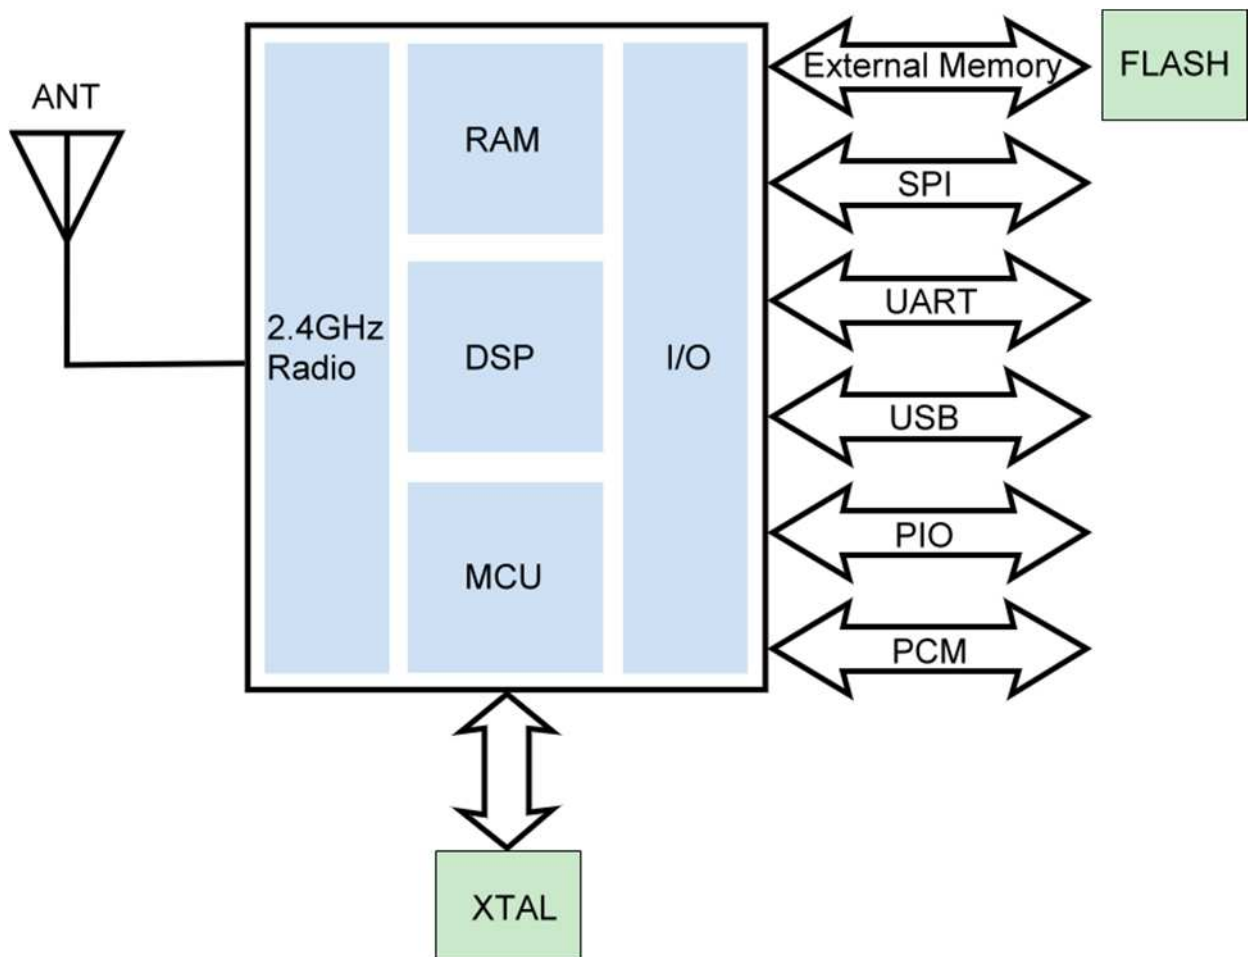 ANT
2.4GHz
Radio
RAM
DSP
MCU
I/O
External Memory
FLASH
SPI
UART
USB
PIO
PCM
XTAL